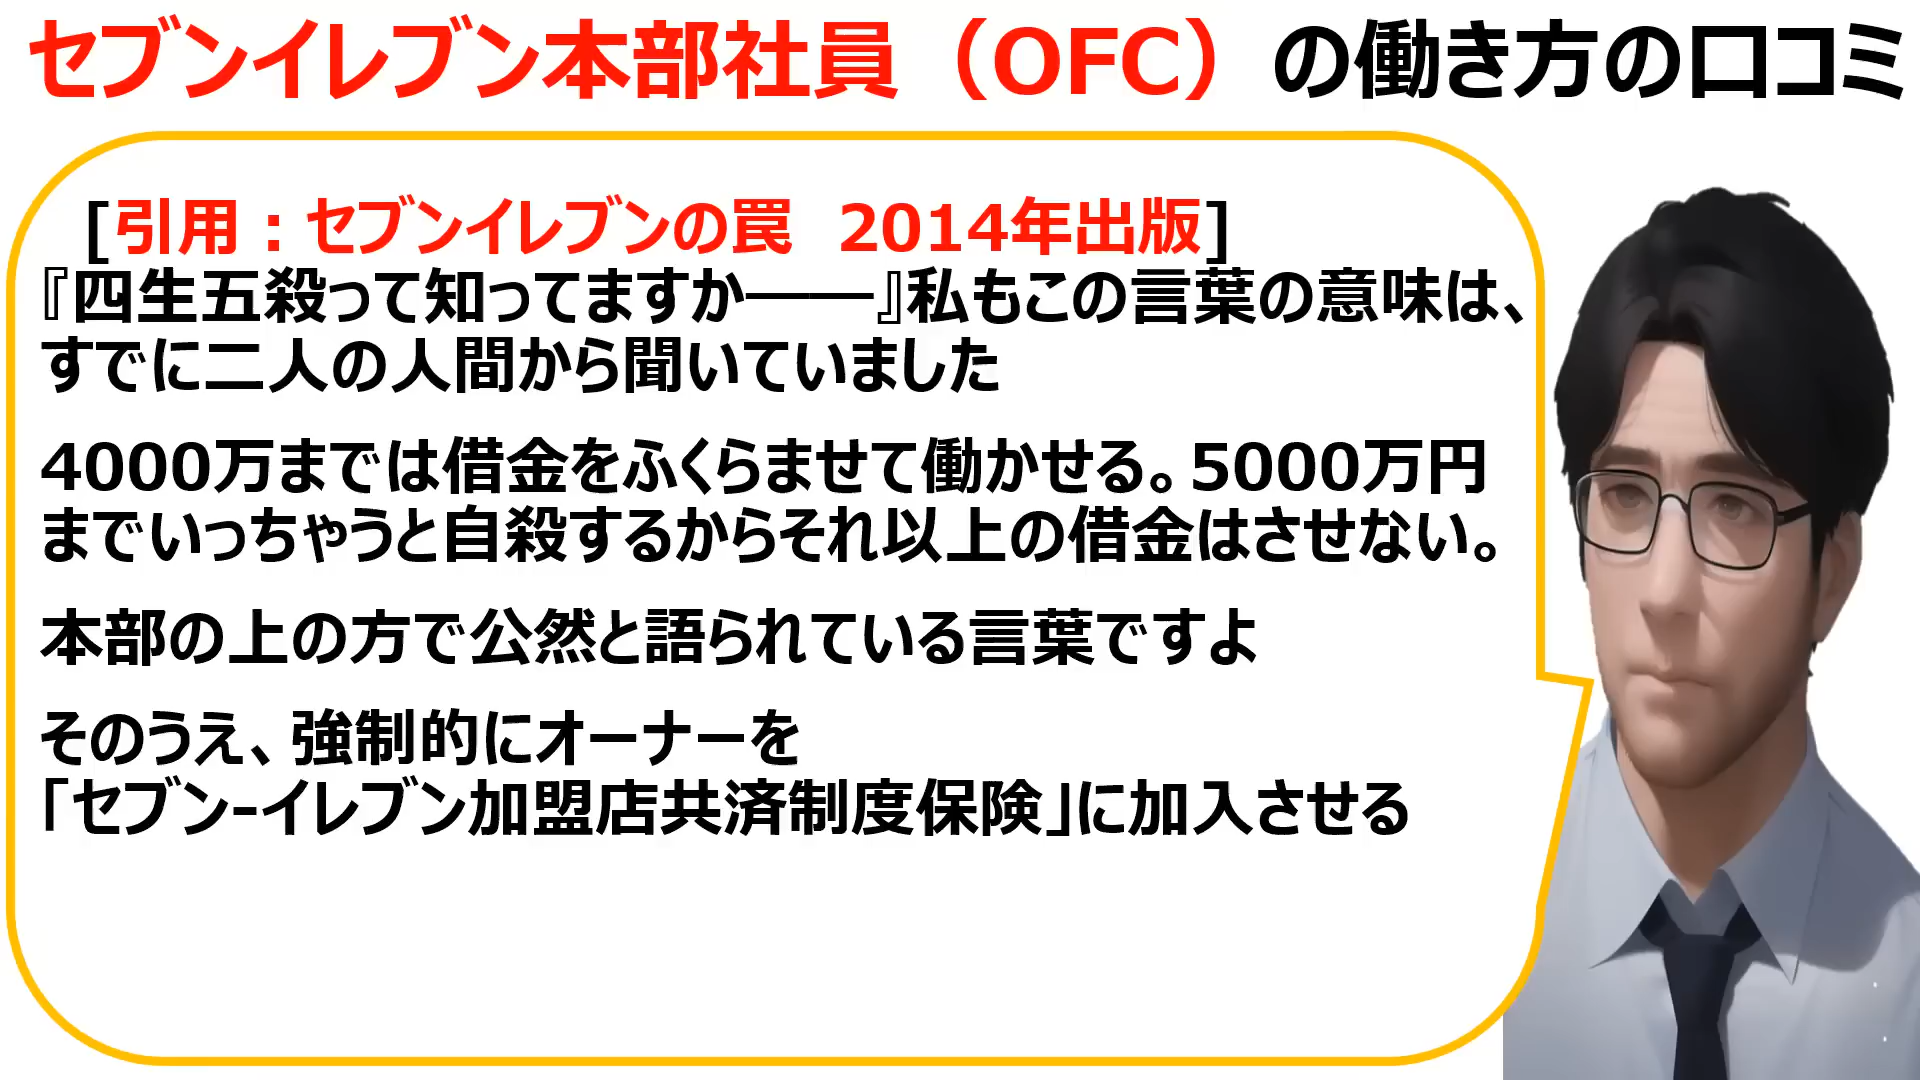 セブンイレブン本部社員（OFC）の働き方の口コミ
[引用：セブンイレブンの罠　2014年出版]
『四生五殺って知ってますか――』私もこの言葉の意味は、
すでに二人の人間から聞いていました
4000万までは借金をふくらませて働かせる。5000万円
までいっちゃうと自殺するからそれ以上の借金はさせない。
本部の上の方で公然と語られている言葉ですよ
そのうえ、強制的にオーナーを
「セブン-イレブン加盟店共済制度保険」に加入させる